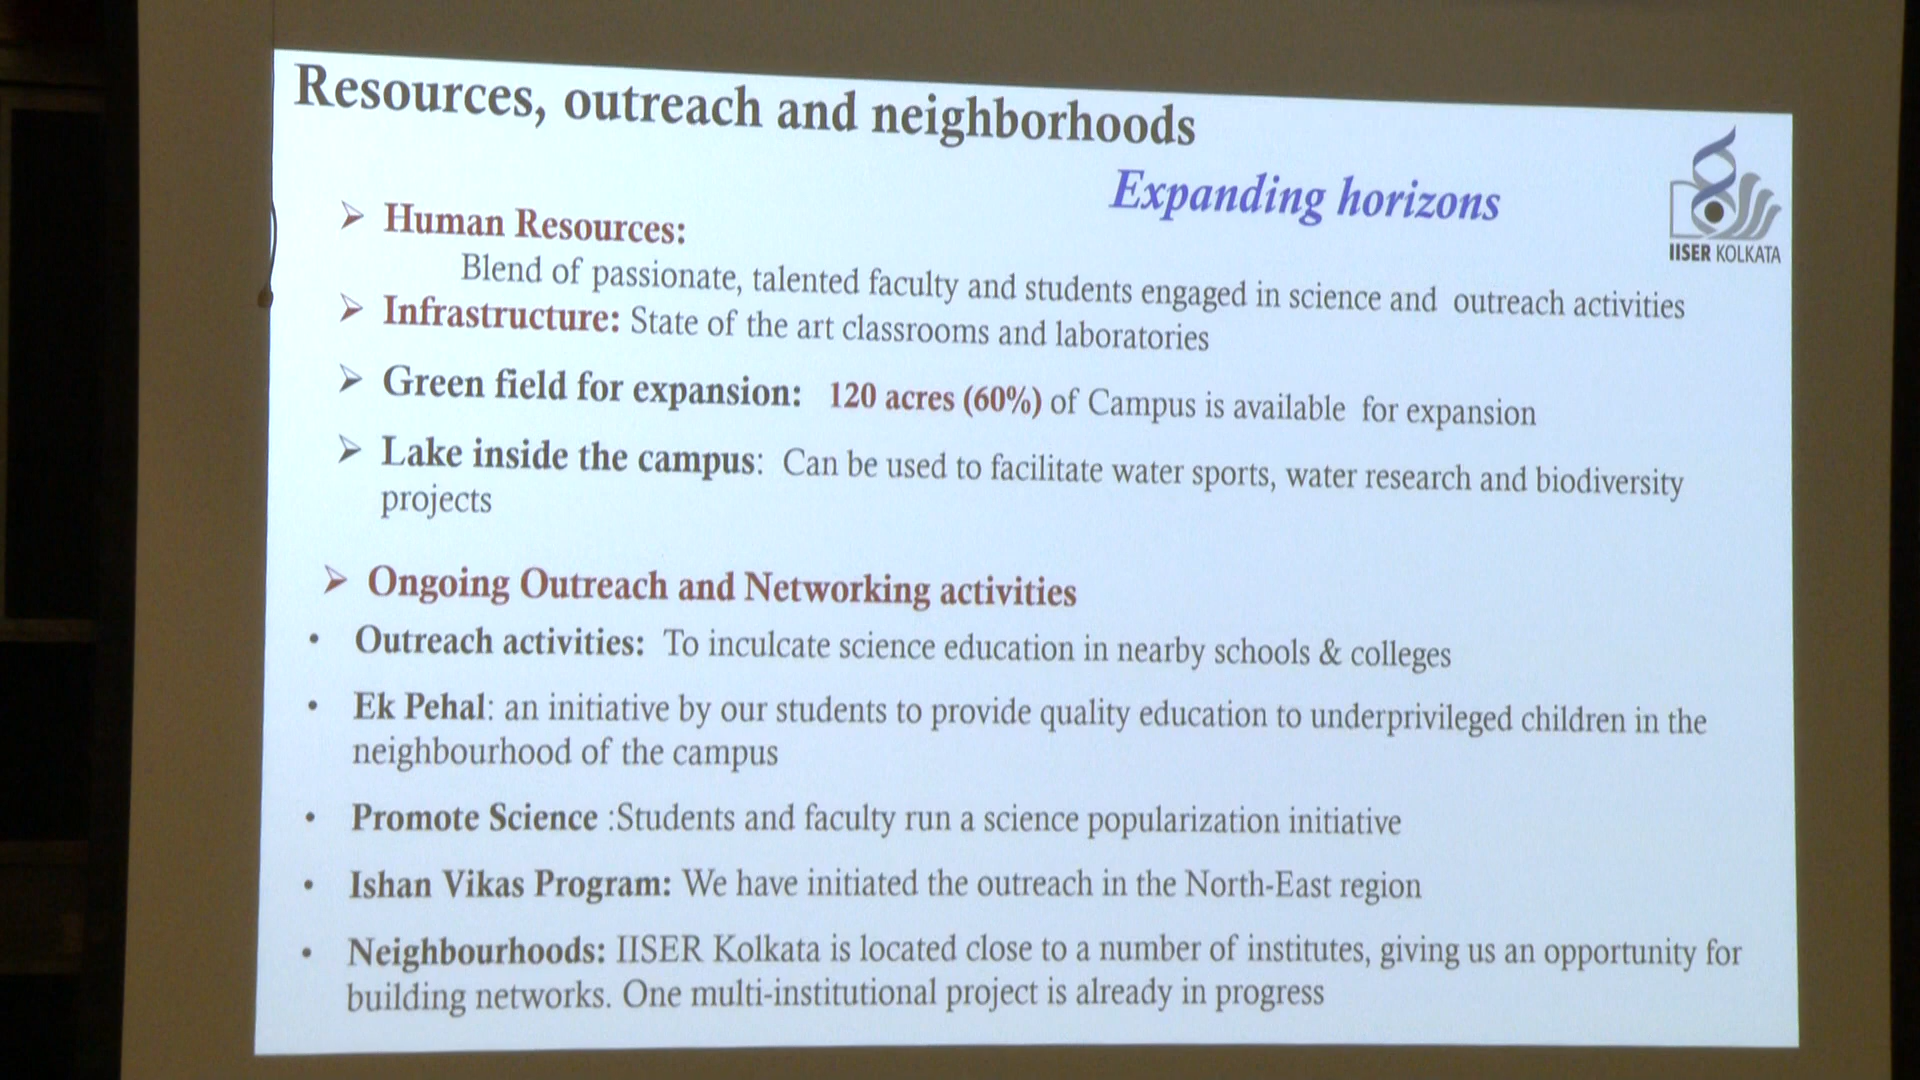 Resources, outreach and neighborhoods
Expanding horizons
IISER KOLKATA
➢ Human Resources:
Blend of passionate, talented faculty and students engaged in science and outreach activities
➢ Infrastructure: State of the art classrooms and laboratories
➢ Green field for expansion: 120 acres (60%) of Campus is available for expansion
➢ Lake inside the campus: Can be used to facilitate water sports, water research and biodiversity
projects
➢ Ongoing Outreach and Networking activities
• Outreach activities: To inculcate science education in nearby schools & colleges
• Ek Pehal: an initiative by our students to provide quality education to underprivileged children in the
neighbourhood of the campus
• Promote Science :Students and faculty run a science popularization initiative
• Ishan Vikas Program: We have initiated the outreach in the North-East region
• Neighbourhoods: IISER Kolkata is located close to a number of institutes, giving us an opportunity for
building networks. One multi-institutional project is already in progress